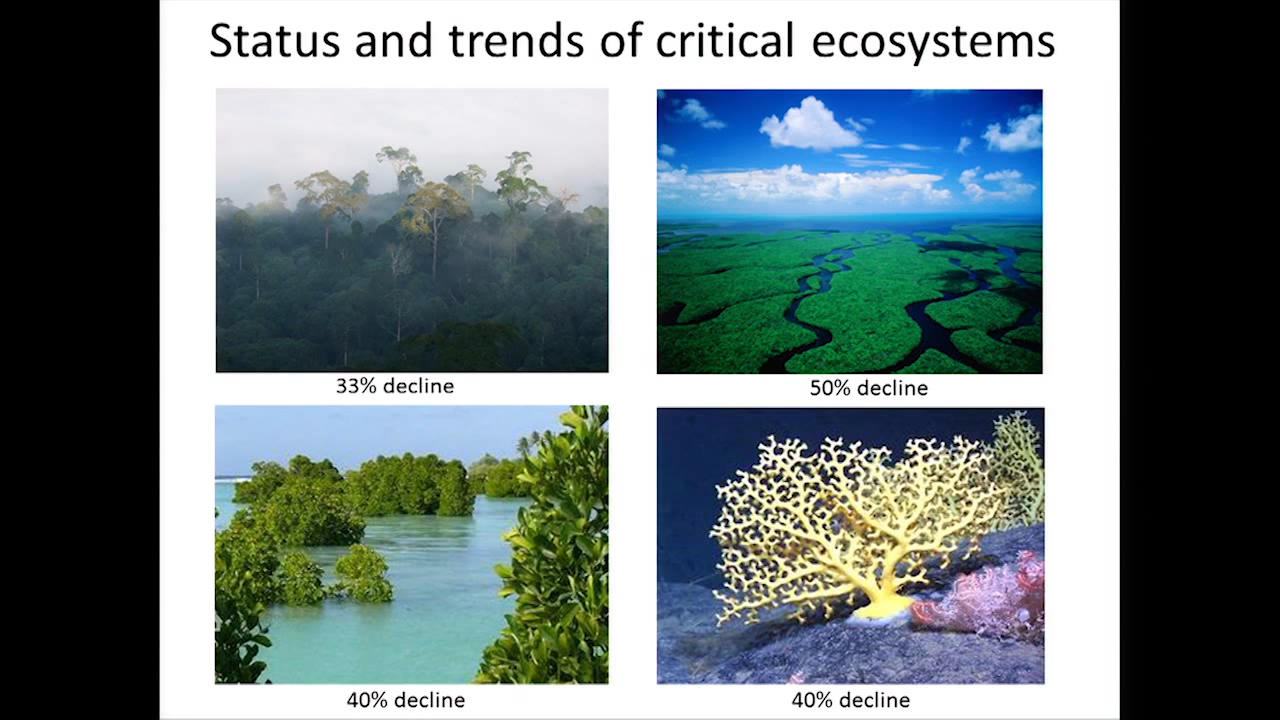 Status and trends of critical ecosystems
33% decline
50% decline
40% decline
40% decline